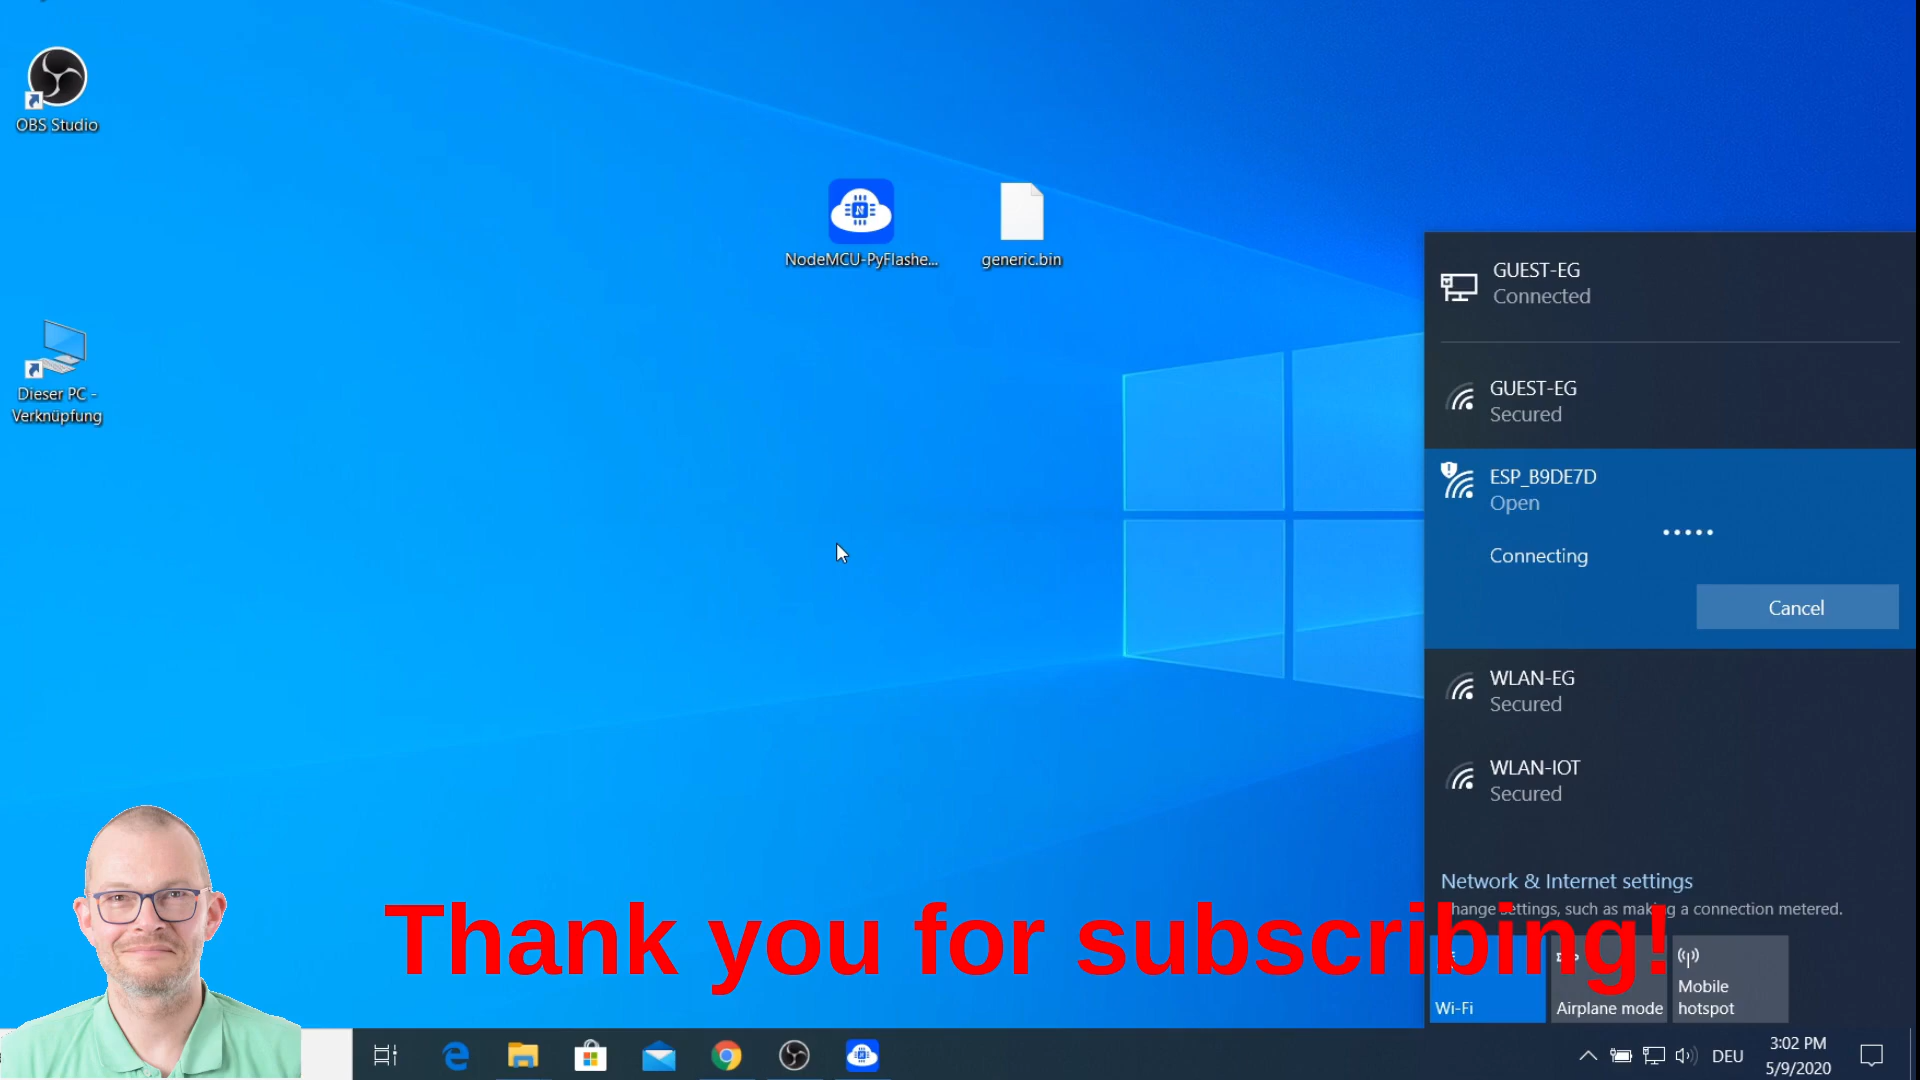 OBS Studio
NodeMCU-PyFlashe...
generic.bin
Dieser PC -
Verknüpfung
GUEST-EG
Connected
GUEST-EG
Secured
ESP_B9DE7D
Open
Connecting
Cancel
WLAN-EG
Secured
WLAN-IOT
Secured
Network & Internet settings
hange settings, such as making a connection metered.
Thank you for subscribing!
Wi-Fi
Airplane mode
Mobile
hotspot
DEU
3:02 PM
5/9/2020